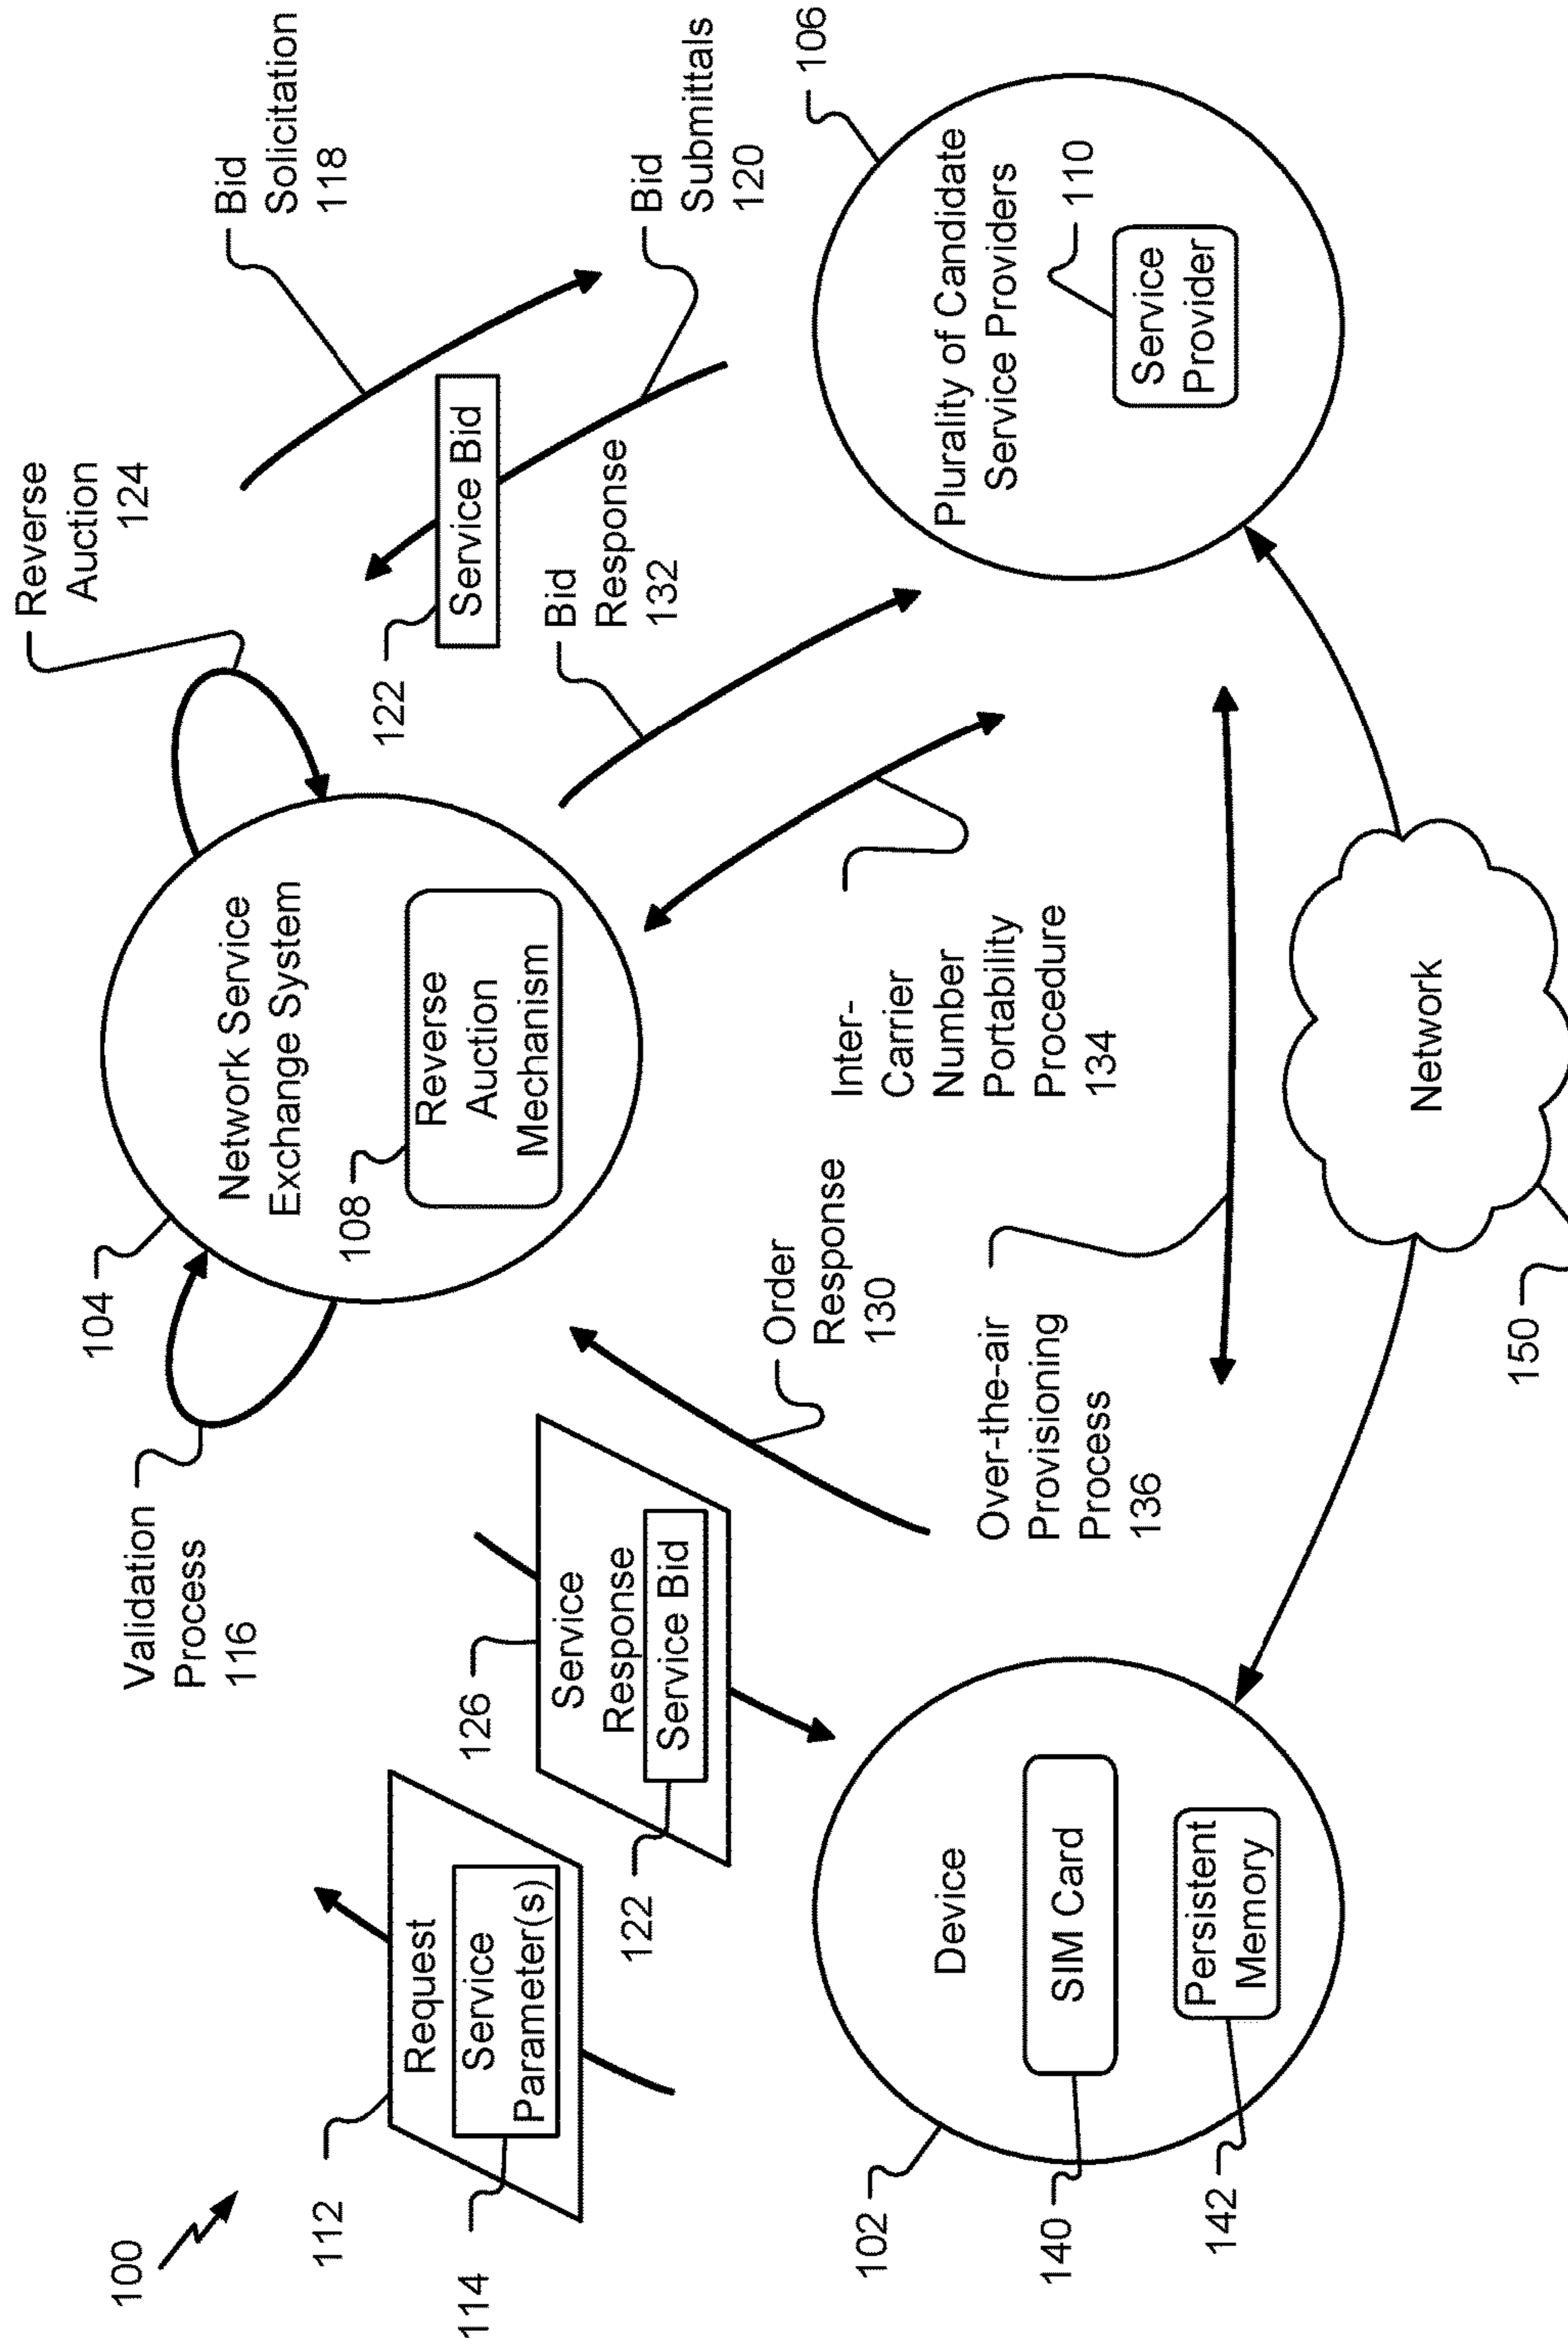 100
112
Request
Service
Parameter(s)
114
Validation
Process
116
126
Service
Response
Service Bid
122
104
Network Service
Exchange System
108
Reverse
Auction
Mechanism
Reverse
Auction
124
Bid
Solicitation
118
Service Bid
122
Bid
Submittals
120
Bid
Response
132
Order
Response
130
Inter-
Carrier
Number
Portability
Procedure
134
Over-the-air
Provisioning
Process
136
102
Device
SIM Card
140
Persistent
Memory
142
106
Plurality of Candidate
Service Providers
110
Service
Provider
Network
150